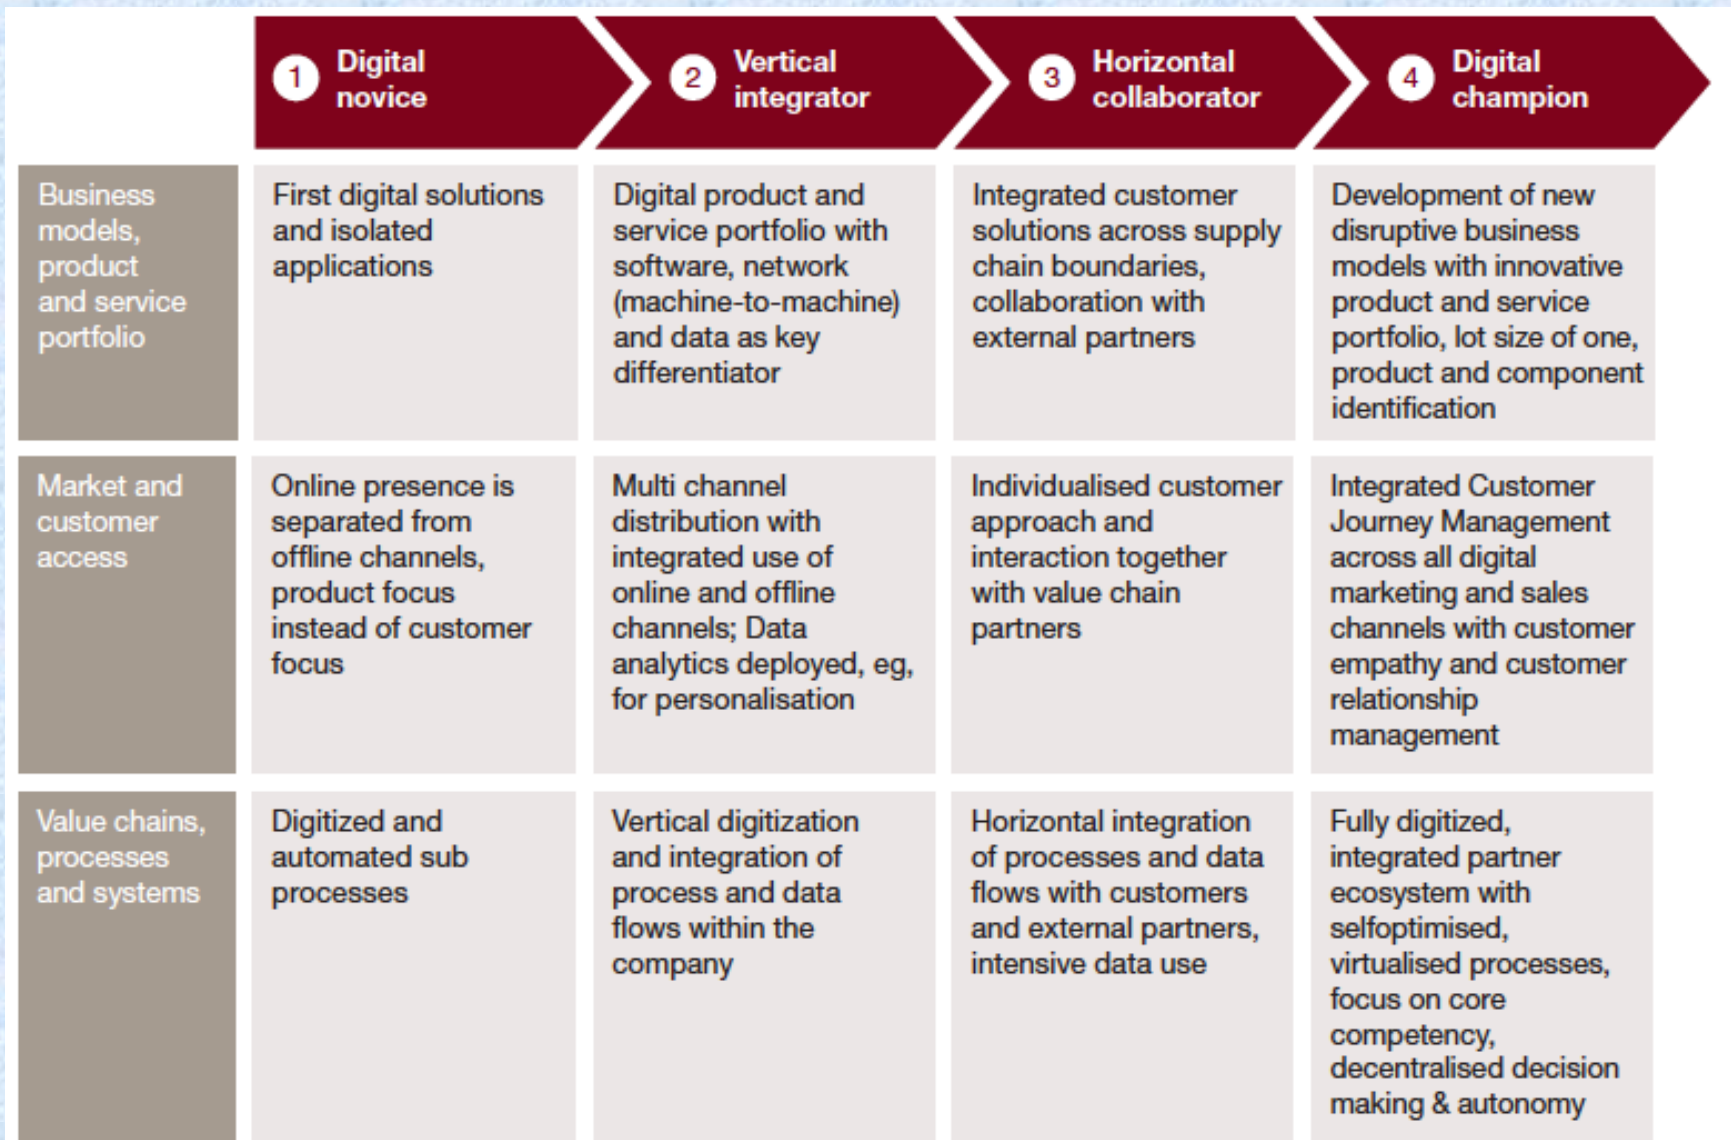 1
Digital
novice
2
Vertical
integrator
3
Horizontal
collaborator
4
Digital
champion
Business
models,
product
and service
portfolio
First digital solutions
and isolated
applications
Digital product and
service portfolio with
software, network
(machine-to-machine)
and data as key
differentiator
Integrated customer
solutions across supply
chain boundaries,
collaboration with
external partners
Development of new
disruptive business
models with innovative
product and service
portfolio, lot size of one,
product and component
identification
Market and
customer
access
Online presence is
separated from
offline channels,
product focus
instead of customer
focus
Multi channel
distribution with
integrated use of
online and offline
channels; Data
analytics deployed, eg,
for personalisation
Individualised customer
approach and
interaction together
with value chain
partners
Integrated Customer
Journey Management
across all digital
marketing and sales
channels with customer
empathy and customer
relationship
management
Value chains,
processes
and systems
Digitized and
automated sub
processes
Vertical digitization
and integration of
process and data
flows within the
company
Horizontal integration
of processes and data
flows with customers
and external partners,
intensive data use
Fully digitized,
integrated partner
ecosystem with
selfoptimised,
virtualised processes,
focus on core
competency,
decentralised decision
making & autonomy